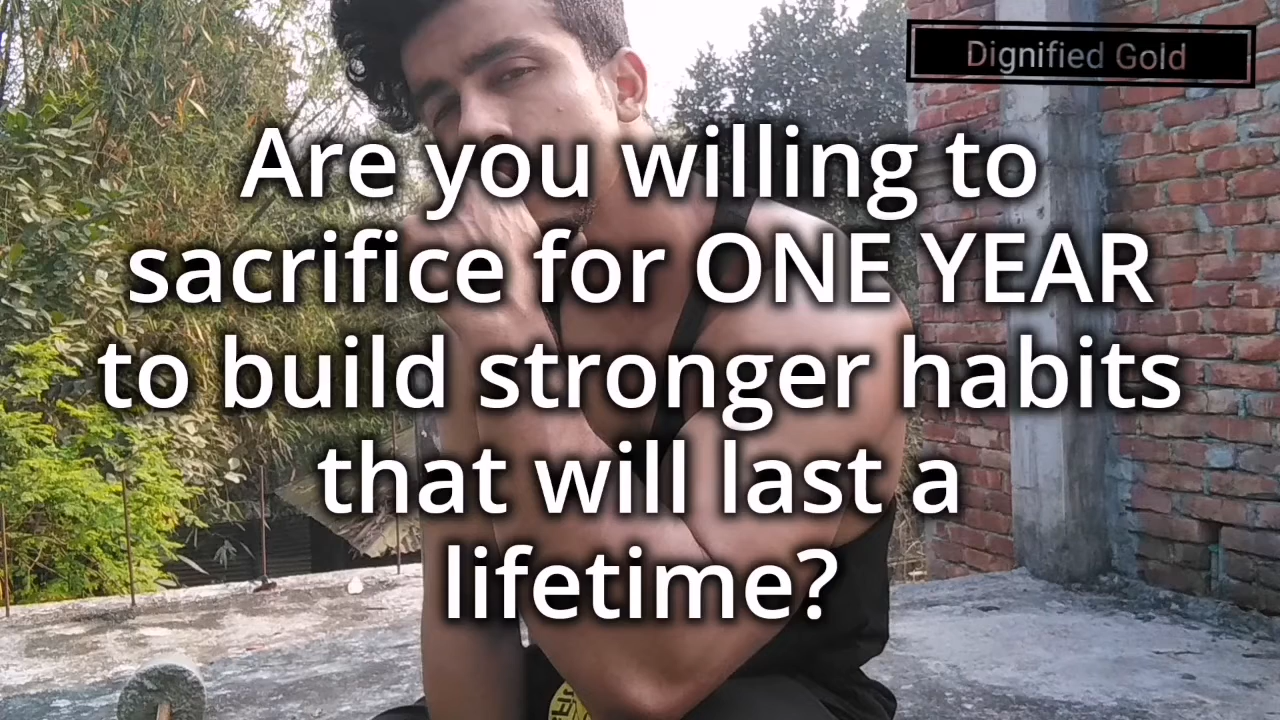 Dignified Gold
Are you willing to
sacrifice for ONE YEAR
to build stronger habits
that will last a
lifetime?